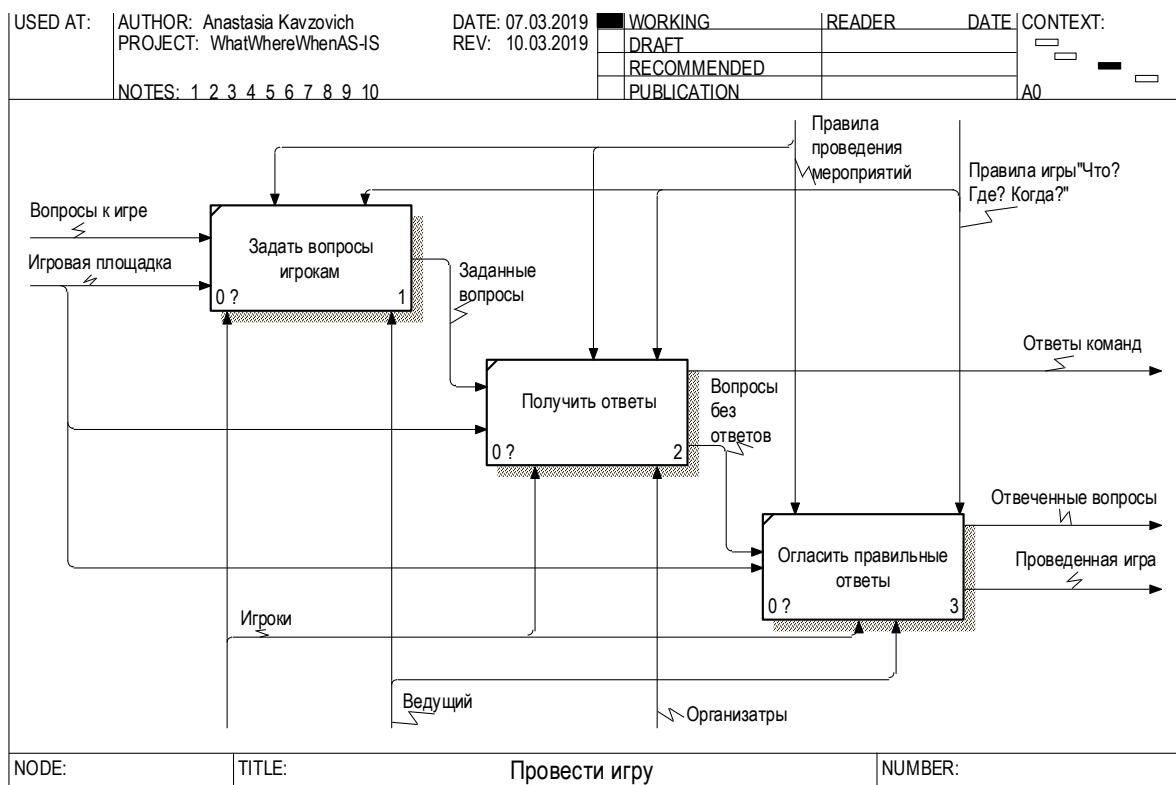 USED AT:
AUTHOR: Anastasia Kavzovich
DATE: 07.03.2019
PROJECT: WhatWhereWhenAS-IS
REV: 10.03.2019
NOTES: 1 2 3 4 5 6 7 8 9 10
WORKING
DRAFT
RECOMMENDED
PUBLICATION
READER
DATE
CONTEXT:
A0
Правила
проведения
мероприятий
Правила игры"Что?
Где? Когда?"
Вопросы к игре
Игровая площадка
Задать вопросы
игрокам
0 ?
1
Заданные
вопросы
Ответы команд
Получить ответы
0 ?
2
Вопросы
без
ответов
Отвеченные вопросы
Проведенная игра
Огласить правильные
ответы
0 ?
3
Игроки
Ведущий
Организатры
NODE:
TITLE:
Провести игру
NUMBER: